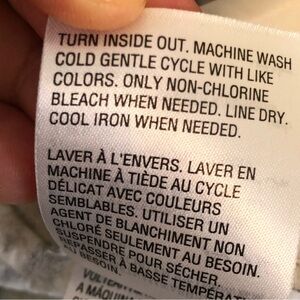 TURN INSIDE OUT. MACHINE WASH
COLD GENTLE CYCLE WITH LIKE
COLORS. ONLY NON-CHLORINE
BLEACH WHEN NEEDED. LINE DRY.
COOL IRON WHEN NEEDED.
LAVER À L'ENVERS. LAVER EN
MACHINE À TIÈDE AU CYCLE
DÉLICAT AVEC COULEURS
SEMBLABLES. UTILISER UN
AGENT DE BLANCHIMENT NON
CHLORÉ SEULEMENT AU BESOIN.
SUSPENDRE POUR SÉCHER.
REPASSER À BASSE TEMPÉRAT
BESOIN.
A MÁQUINA